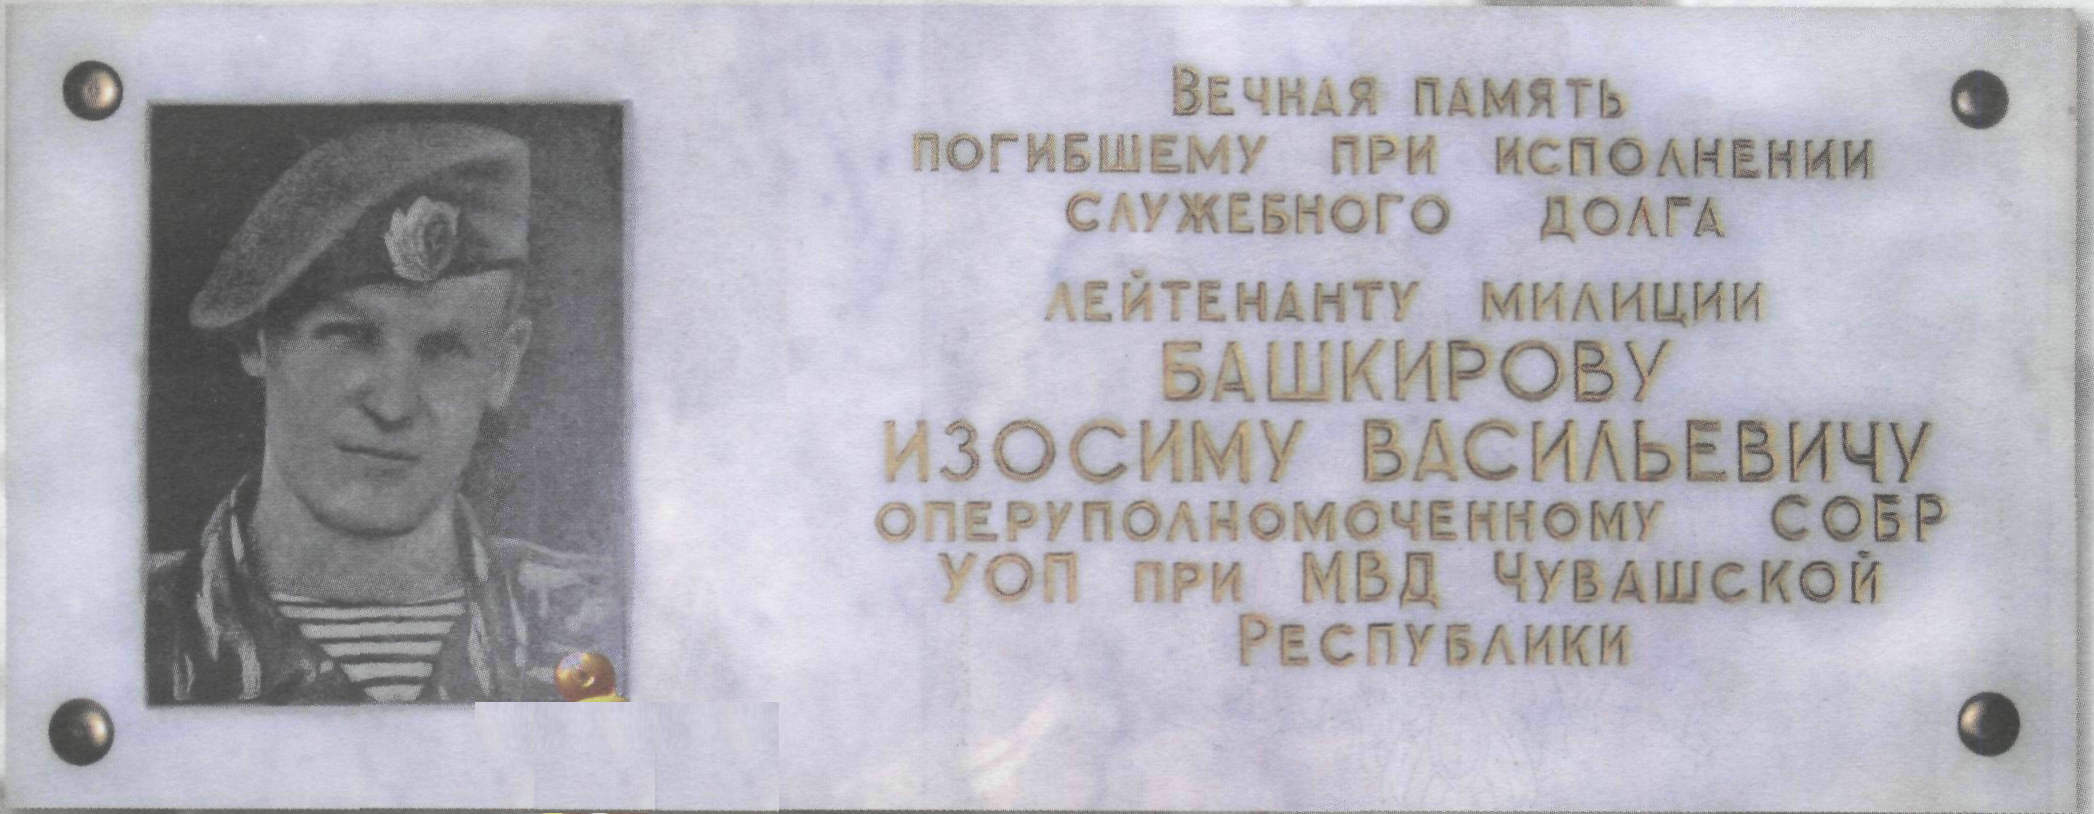 Вечная память
погибшему при исполнении
служебного долга
лейтенанту милиции
БАШКИРОВУ
ИЗОСИМУ ВАСИЛЬЕВИЧУ
оперуполномоченному СОБР
УОП при МВД Чувашской
Республики